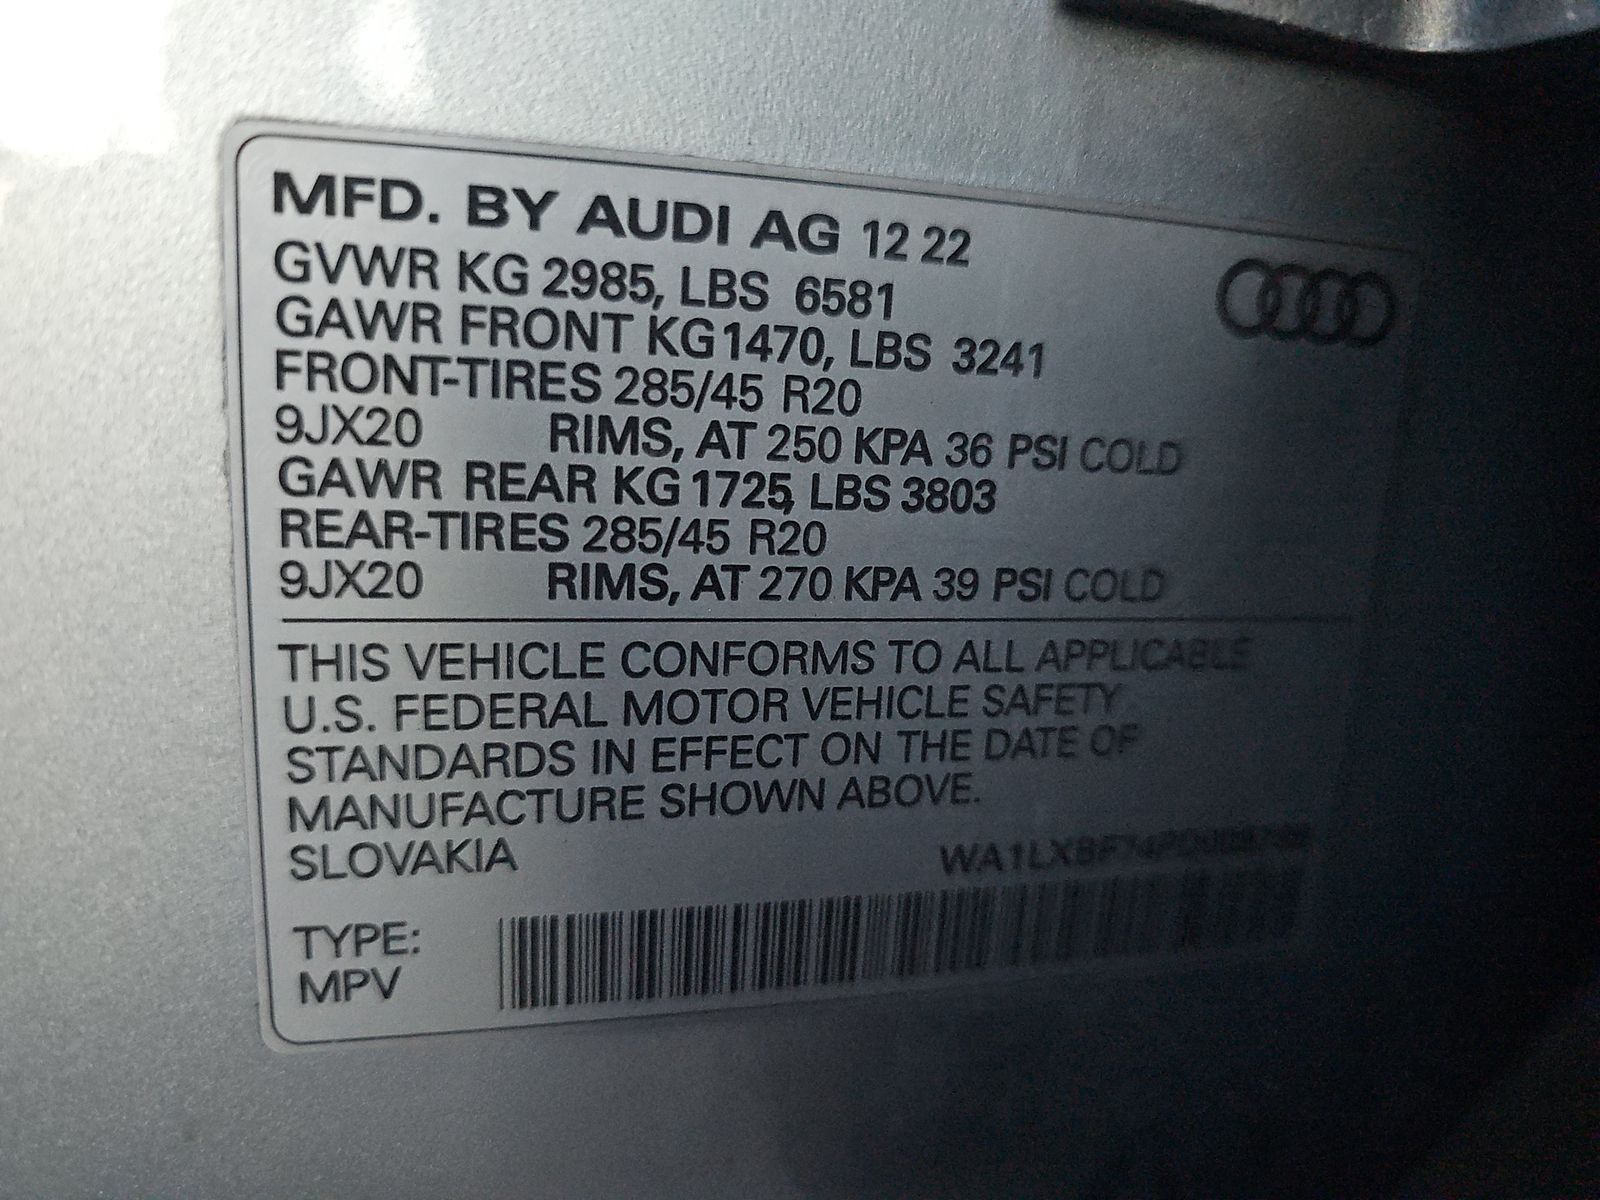 MFD. BY AUDI AG 12 22
GVWR KG 2985, LBS 6581
GAWR FRONT KG 1470, LBS 3241
FRONT-TIRES 285/45 R20
9JX20 RIMS, AT 250 KPA 36 PSI COLD
GAWR REAR KG 1725, LBS 3803
REAR-TIRES 285/45 R20
9JX20 RIMS, AT 270 KPA 39 PSI COLD
THIS VEHICLE CONFORMS TO ALL APPLICABLE
U.S. FEDERAL MOTOR VEHICLE SAFETY
STANDARDS IN EFFECT ON THE DATE OF
MANUFACTURE SHOWN ABOVE.
SLOVAKIA
TYPE:
MPV